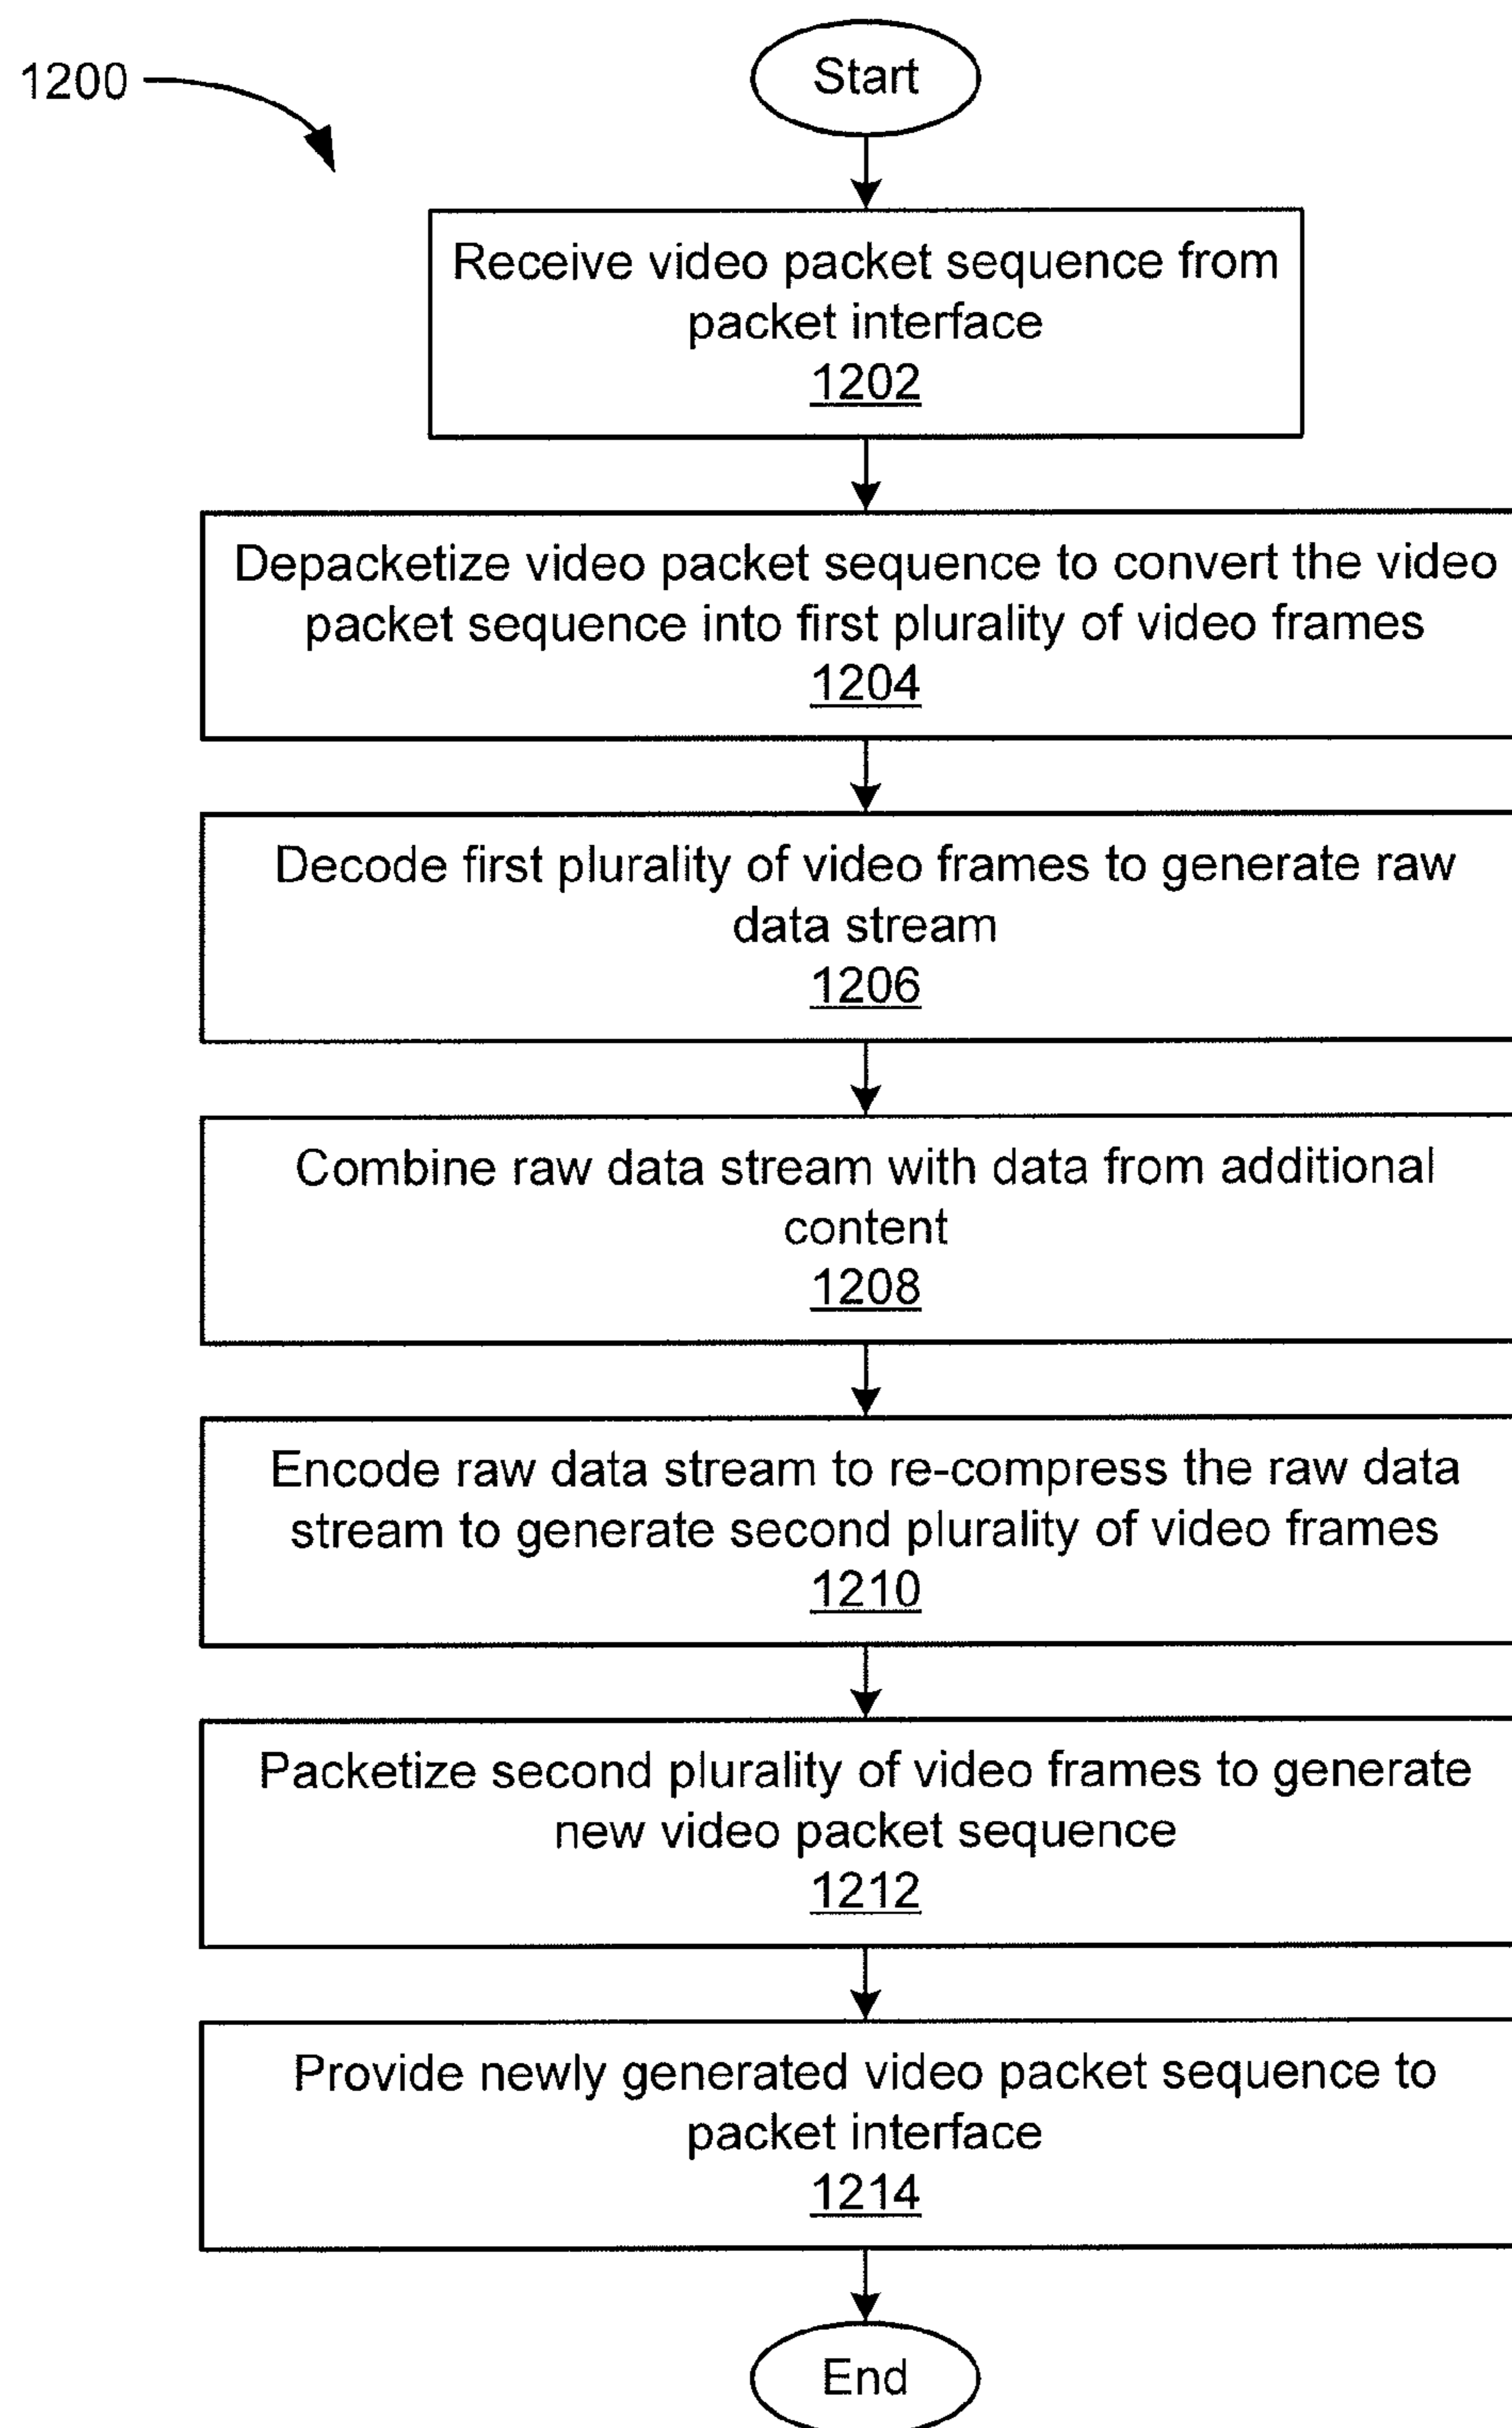 1200
Start
Receive video packet sequence from
packet interface
1202
Depacketize video packet sequence to convert the video
packet sequence into first plurality of video frames
1204
Decode first plurality of video frames to generate raw
data stream
1206
Combine raw data stream with data from additional
content
1208
Encode raw data stream to re-compress the raw data
stream to generate second plurality of video frames
1210
Packetize second plurality of video frames to generate
new video packet sequence
1212
Provide newly generated video packet sequence to
packet interface
1214
End